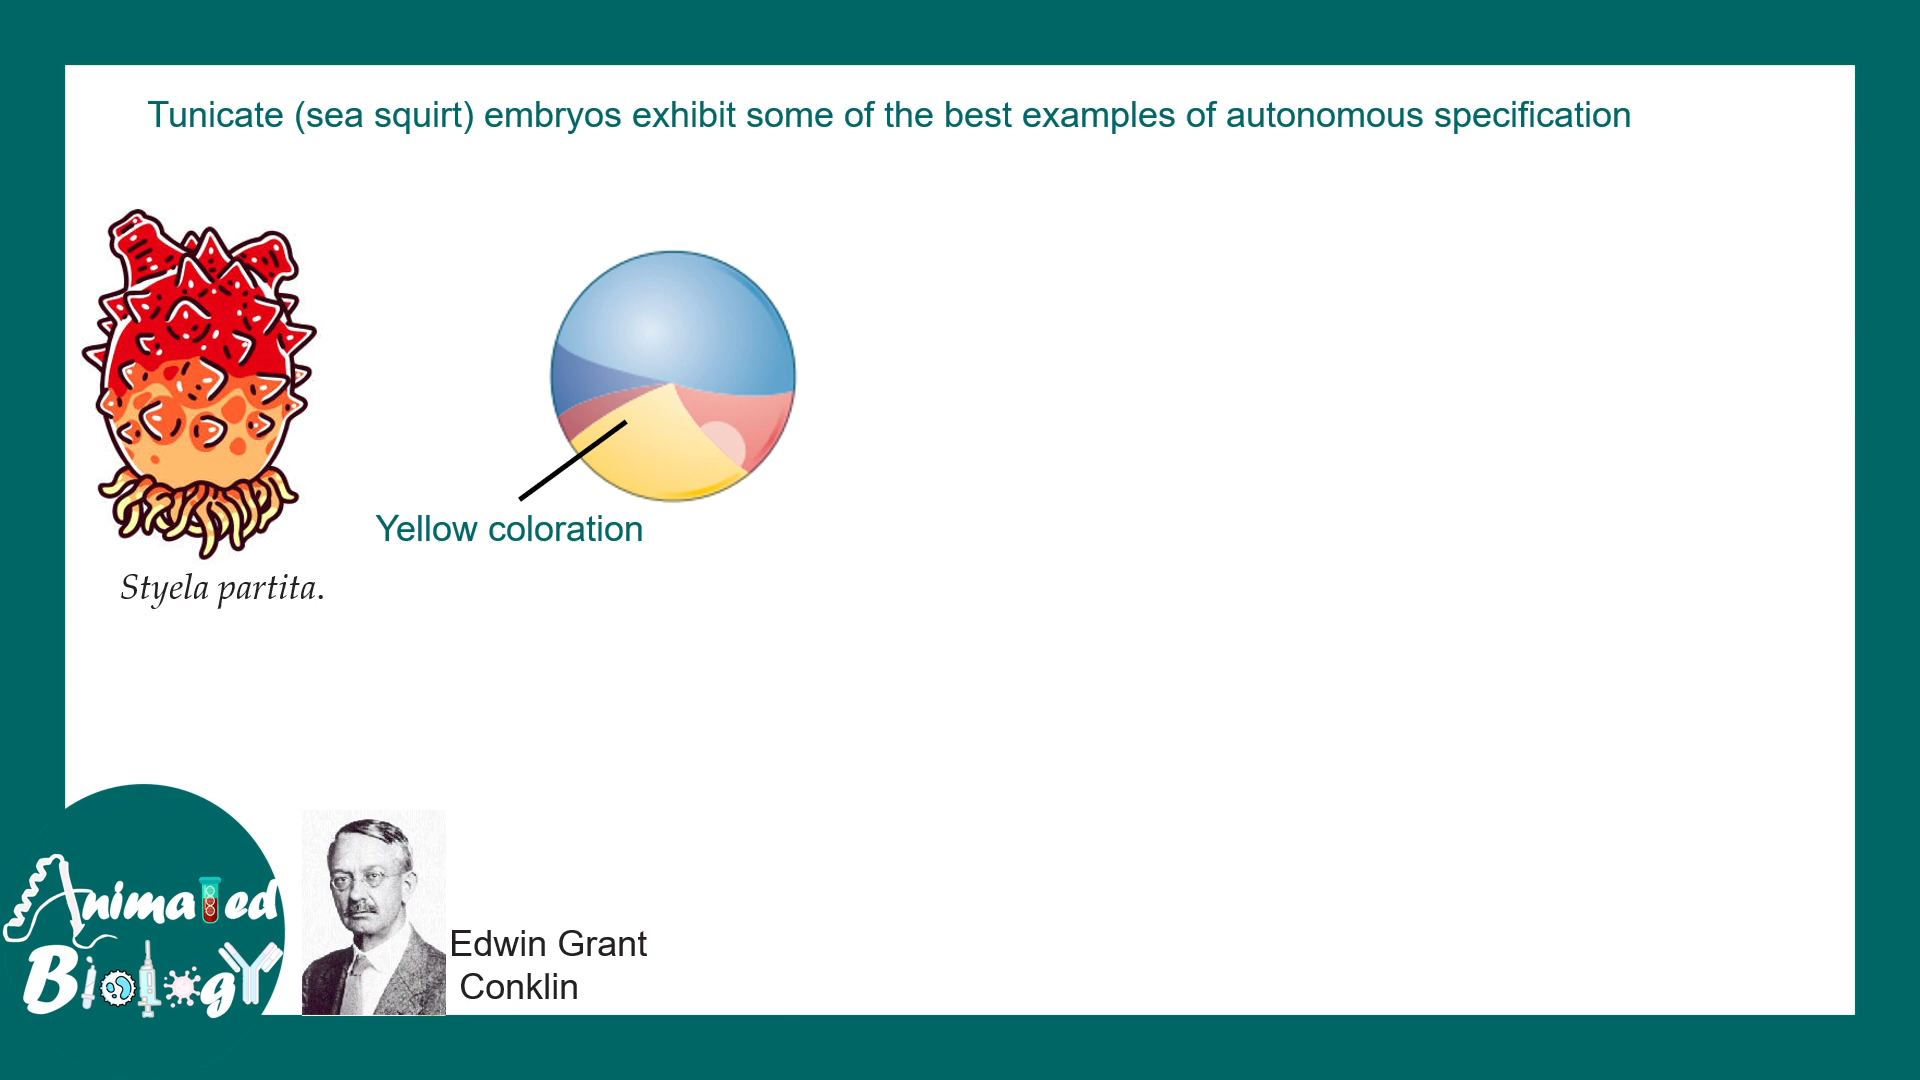 Tunicate (sea squirt) embryos exhibit some of the best examples of autonomous specification
Yellow coloration
Styela partita.
Animated
Biology
Edwin Grant
Conklin